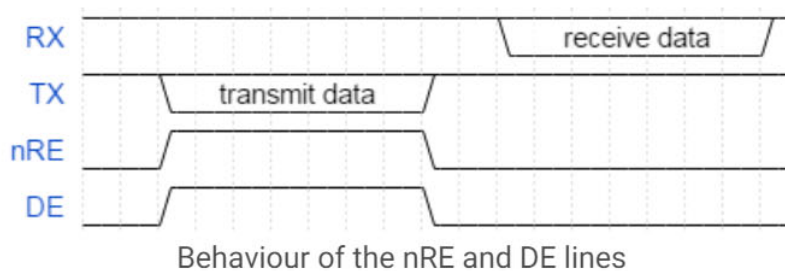 RX receive data
TX transmit data
nRE
DE
Behaviour of the nRE and DE lines